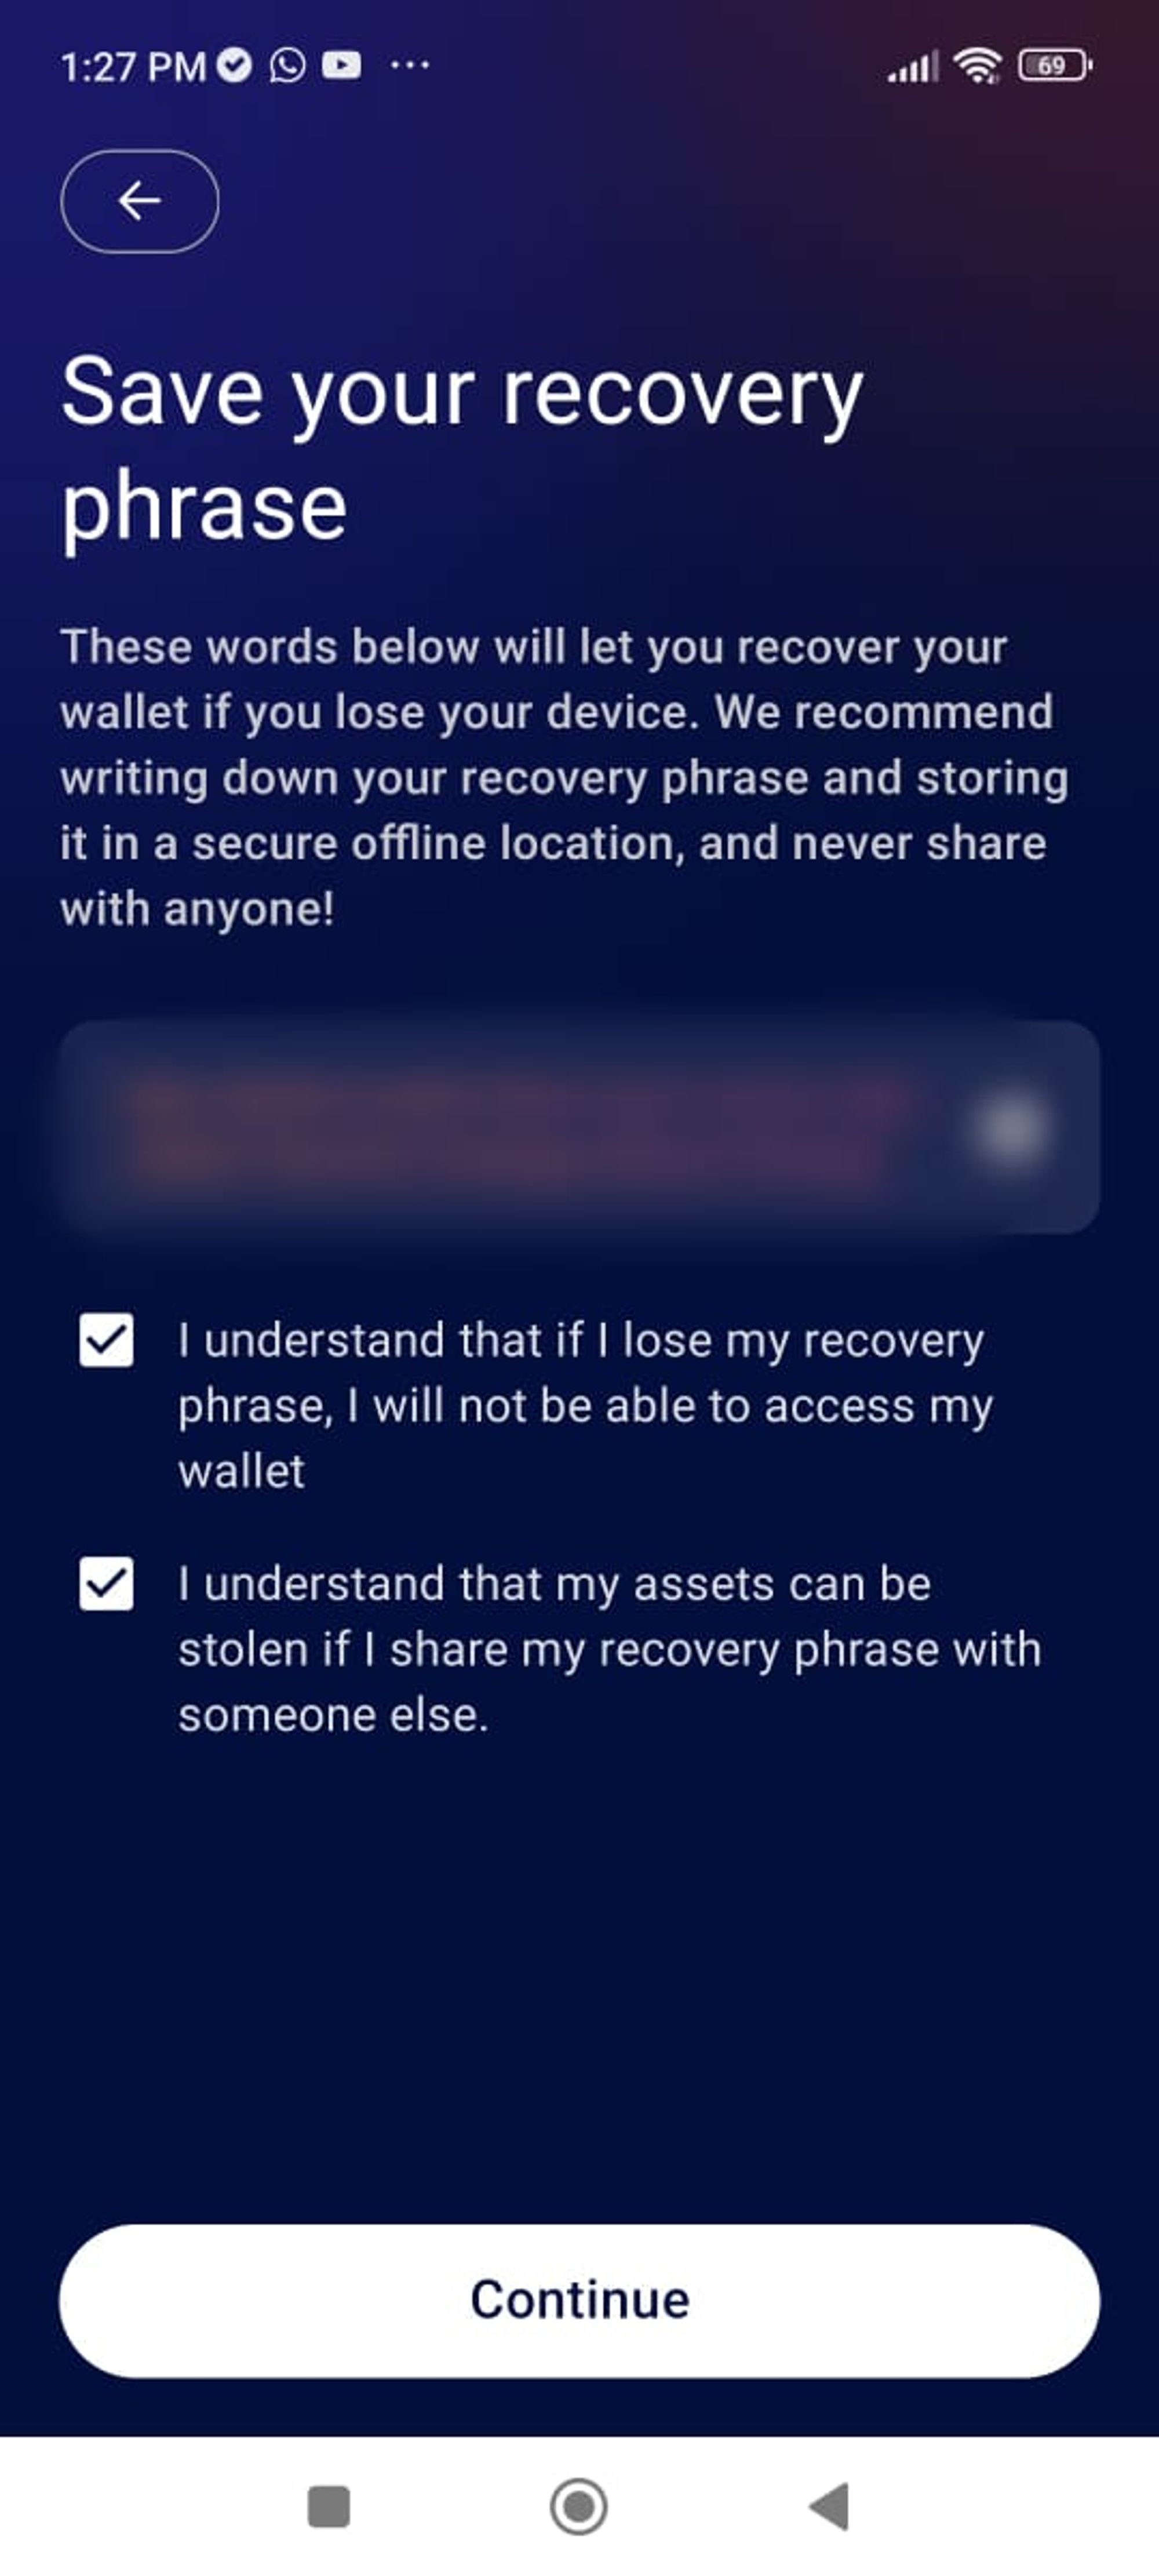 1:27 PM
69
Save your recovery
phrase
These words below will let you recover your
wallet if you lose your device. We recommend
writing down your recovery phrase and storing
it in a secure offline location, and never share
with anyone!
I understand that if I lose my recovery
phrase, I will not be able to access my
wallet
I understand that my assets can be
stolen if I share my recovery phrase with
someone else.
Continue